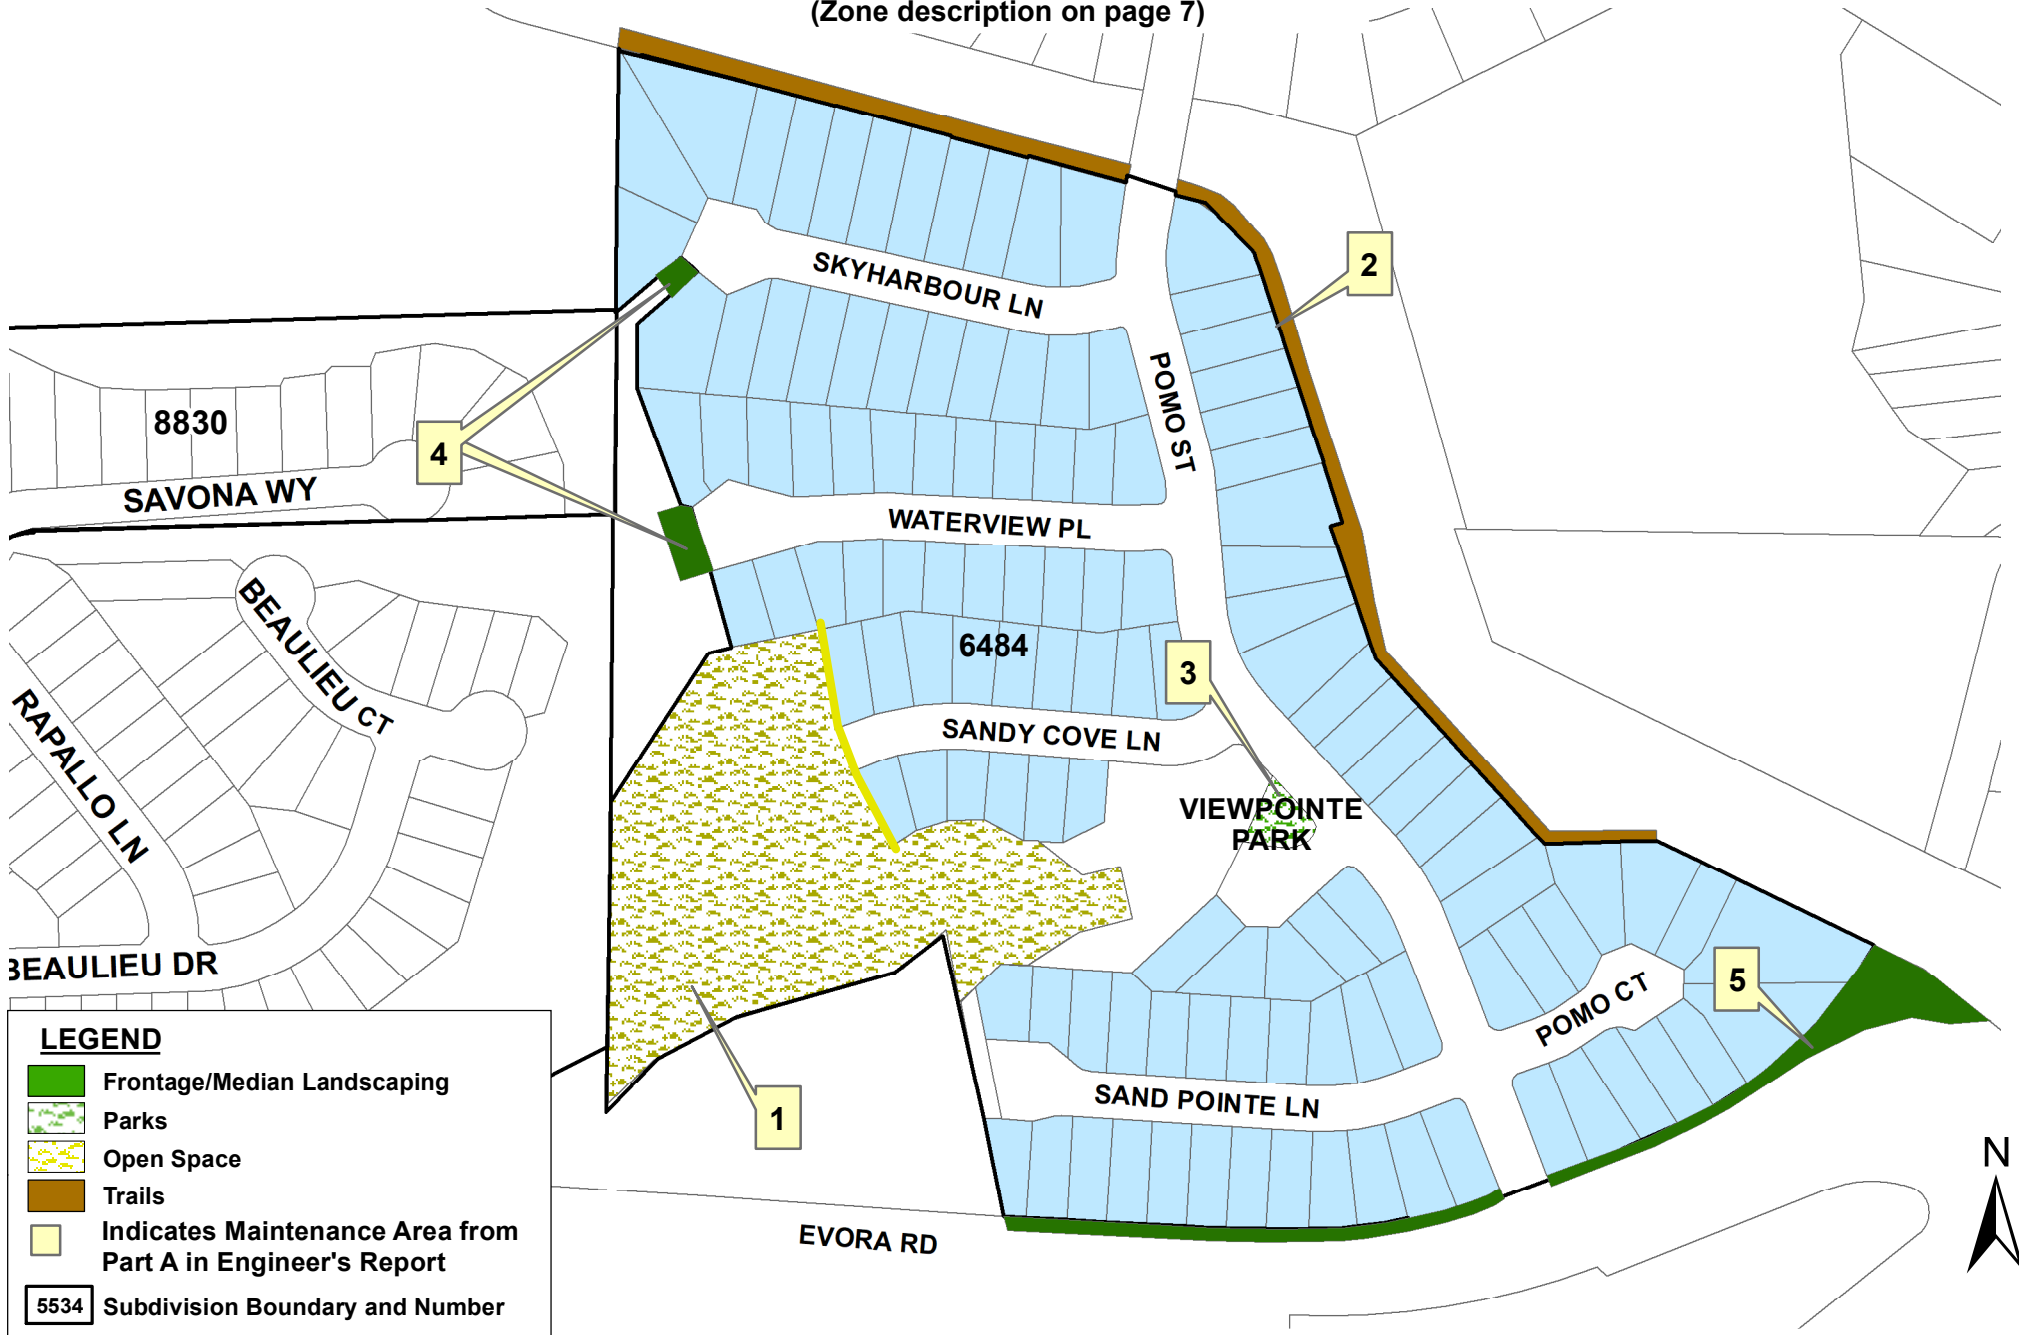 (Zone description on page 7)
2
SKYHARBOUR LN
POMO ST
8830
4
SAVONA WY
WATERVIEW PL
BEAULIEU CT
6484
3
RAPALLO LN
SANDY COVE LN
VIEWPOINTE
PARK
BEAULIEU DR
5
POMO CT
LEGEND
Frontage/Median Landscaping
Parks
Open Space
Trails
Indicates Maintenance Area from
Part A in Engineer's Report
5534 Subdivision Boundary and Number
1
SAND POINTE LN
EVORA RD
N